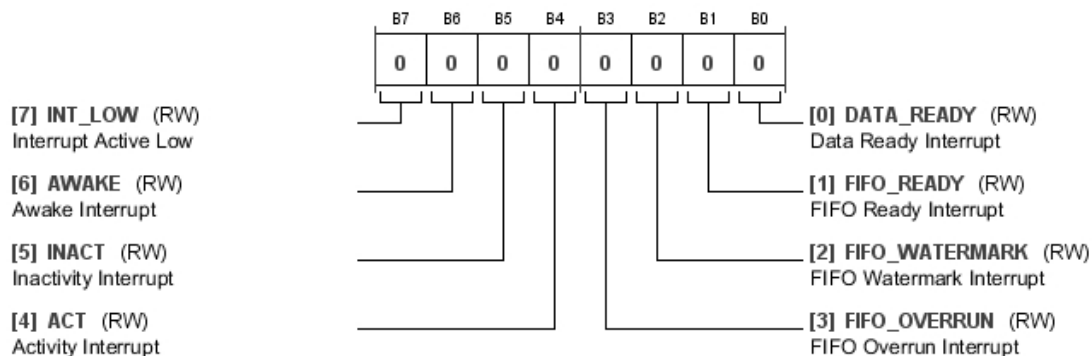 B7 B6 B5 B4 B3 B2 B1 B0
0 0 0 0 0 0 0 0
[7] INT_LOW (RW)
Interrupt Active Low
[6] AWAKE (RW)
Awake Interrupt
[5] INACT (RW)
Inactivity Interrupt
[4] ACT (RW)
Activity Interrupt
[0] DATA_READY (RW)
Data Ready Interrupt
[1] FIFO_READY (RW)
FIFO Ready Interrupt
[2] FIFO_WATERMARK (RW)
FIFO Watermark Interrupt
[3] FIFO_OVERRUN (RW)
FIFO Overrun Interrupt